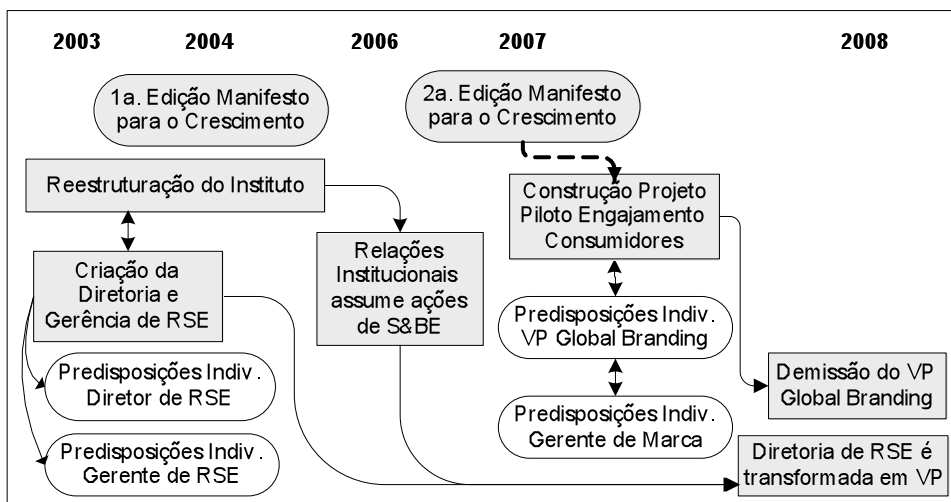 2003 2004 2006 2007 2008
1a. Edição Manifesto
para o Crescimento
2a. Edição Manifesto
para o Crescimento
Reestruturação do Instituto
Construção Projeto
Piloto Engajamento
Consumidores
Relações
Institucionais
assume ações
de S&BE
Criação da
Diretoria e
Gerência de RSE
Predisposições Indiv.
VP Global Branding
Predisposições Indiv.
Diretor de RSE
Demissão do VP
Global Branding
Predisposições Indiv.
Gerente de Marca
Predisposições Indiv.
Gerente de RSE
Diretoria de RSE é
transformada em VP